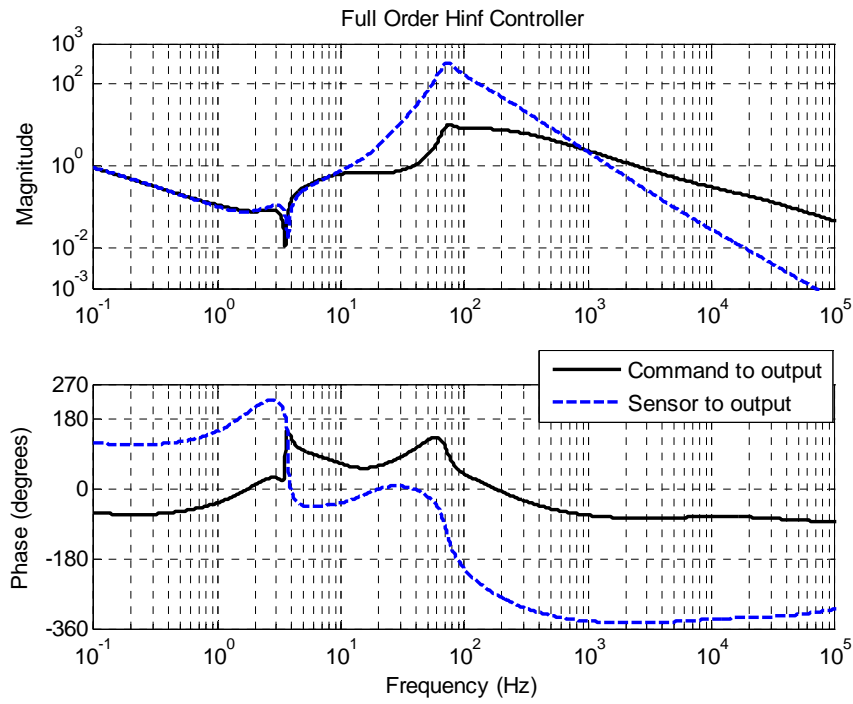 Full Order Hinf Controller
Magnitude
10^3
10^2
10^0
10^-2
10^-3
10^-1 10^0 10^1 10^2 10^3 10^4 10^5
Command to output
Sensor to output
Phase (degrees)
270
180
0
-180
-360
10^-1 10^0 10^1 10^2 10^3 10^4 10^5
Frequency (Hz)